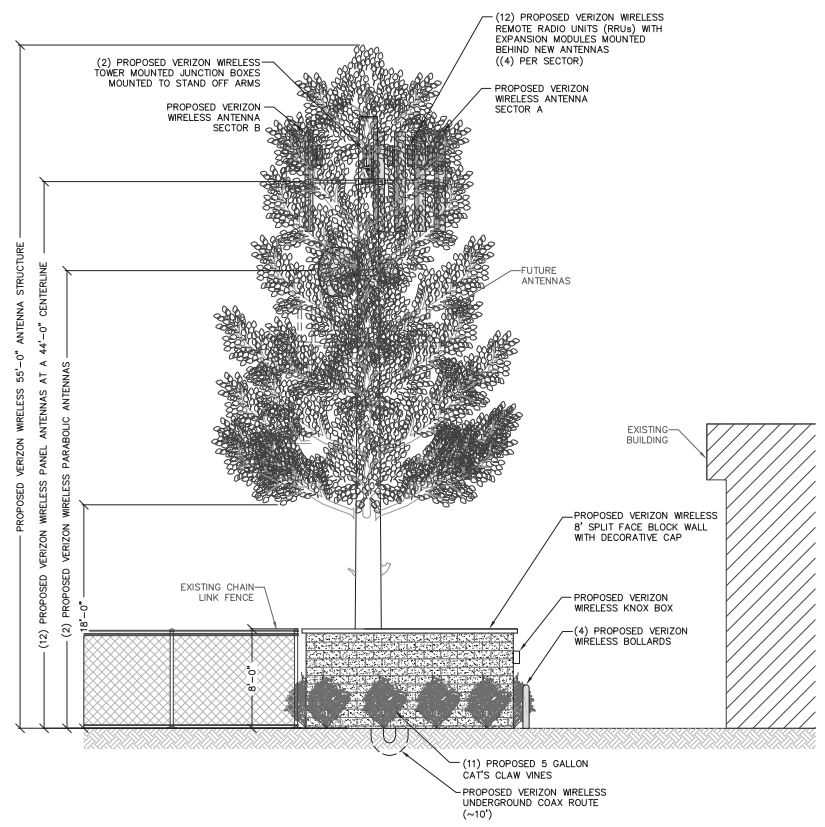 (12) PROPOSED VERIZON WIRELESS
REMOTE RADIO UNITS (RRUs) WITH
EXPANSION MODULES MOUNTED
BEHIND NEW ANTENNAS
((4) PER SECTOR)
(2) PROPOSED VERIZON WIRELESS
TOWER MOUNTED JUNCTION BOXES
MOUNTED TO STAND OFF ARMS
PROPOSED VERIZON
WIRELESS ANTENNA
SECTOR B
PROPOSED VERIZON
WIRELESS ANTENNA
SECTOR A
PROPOSED VERIZON WIRELESS 55'-0" ANTENNA STRUCTURE
(12) PROPOSED VERIZON WIRELESS PANEL ANTENNAS AT A 44'-0" CENTERLINE
(2) PROPOSED VERIZON WIRELESS PARABOLIC ANTENNAS
18'-0"
FUTURE
ANTENNAS
EXISTING
BUILDING
PROPOSED VERIZON WIRELESS
8' SPLIT FACE BLOCK WALL
WITH DECORATIVE CAP
EXISTING CHAIN
LINK FENCE
PROPOSED VERIZON
WIRELESS KNOX BOX
(4) PROPOSED VERIZON
WIRELESS BOLLARDS
8'-0"
(11) PROPOSED 5 GALLON
CAT'S CLAW VINES
PROPOSED VERIZON WIRELESS
UNDERGROUND COAX ROUTE
(~10')